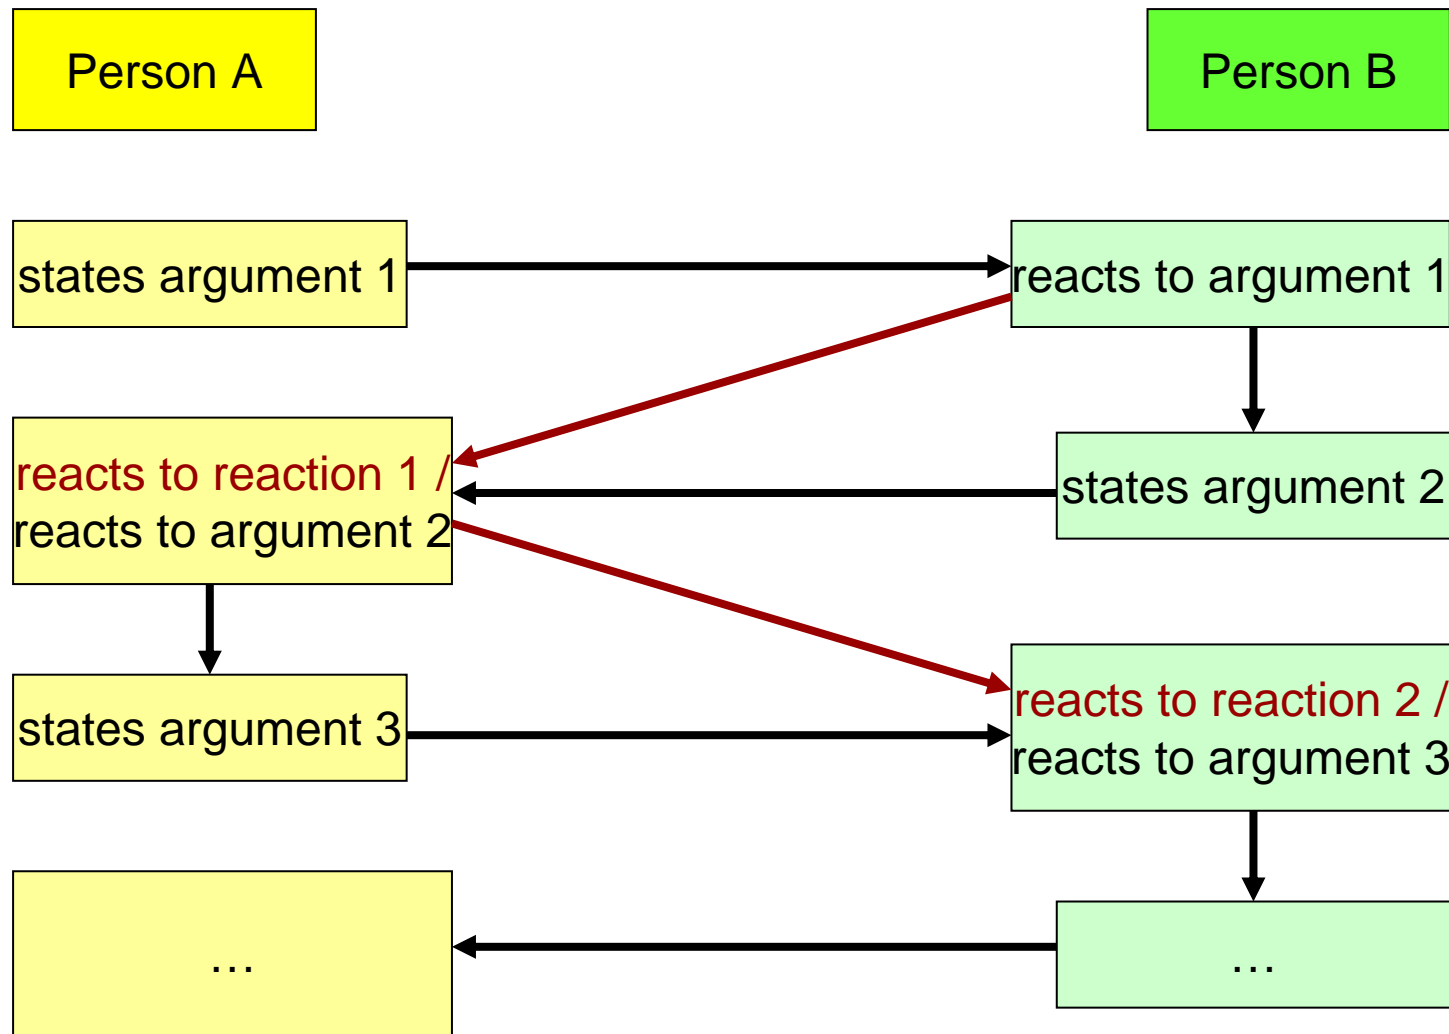 Person A
Person B
states argument 1
reacts to argument 1
reacts to reaction 1 /
reacts to argument 2
states argument 2
states argument 3
reacts to reaction 2 /
reacts to argument 3
…
…